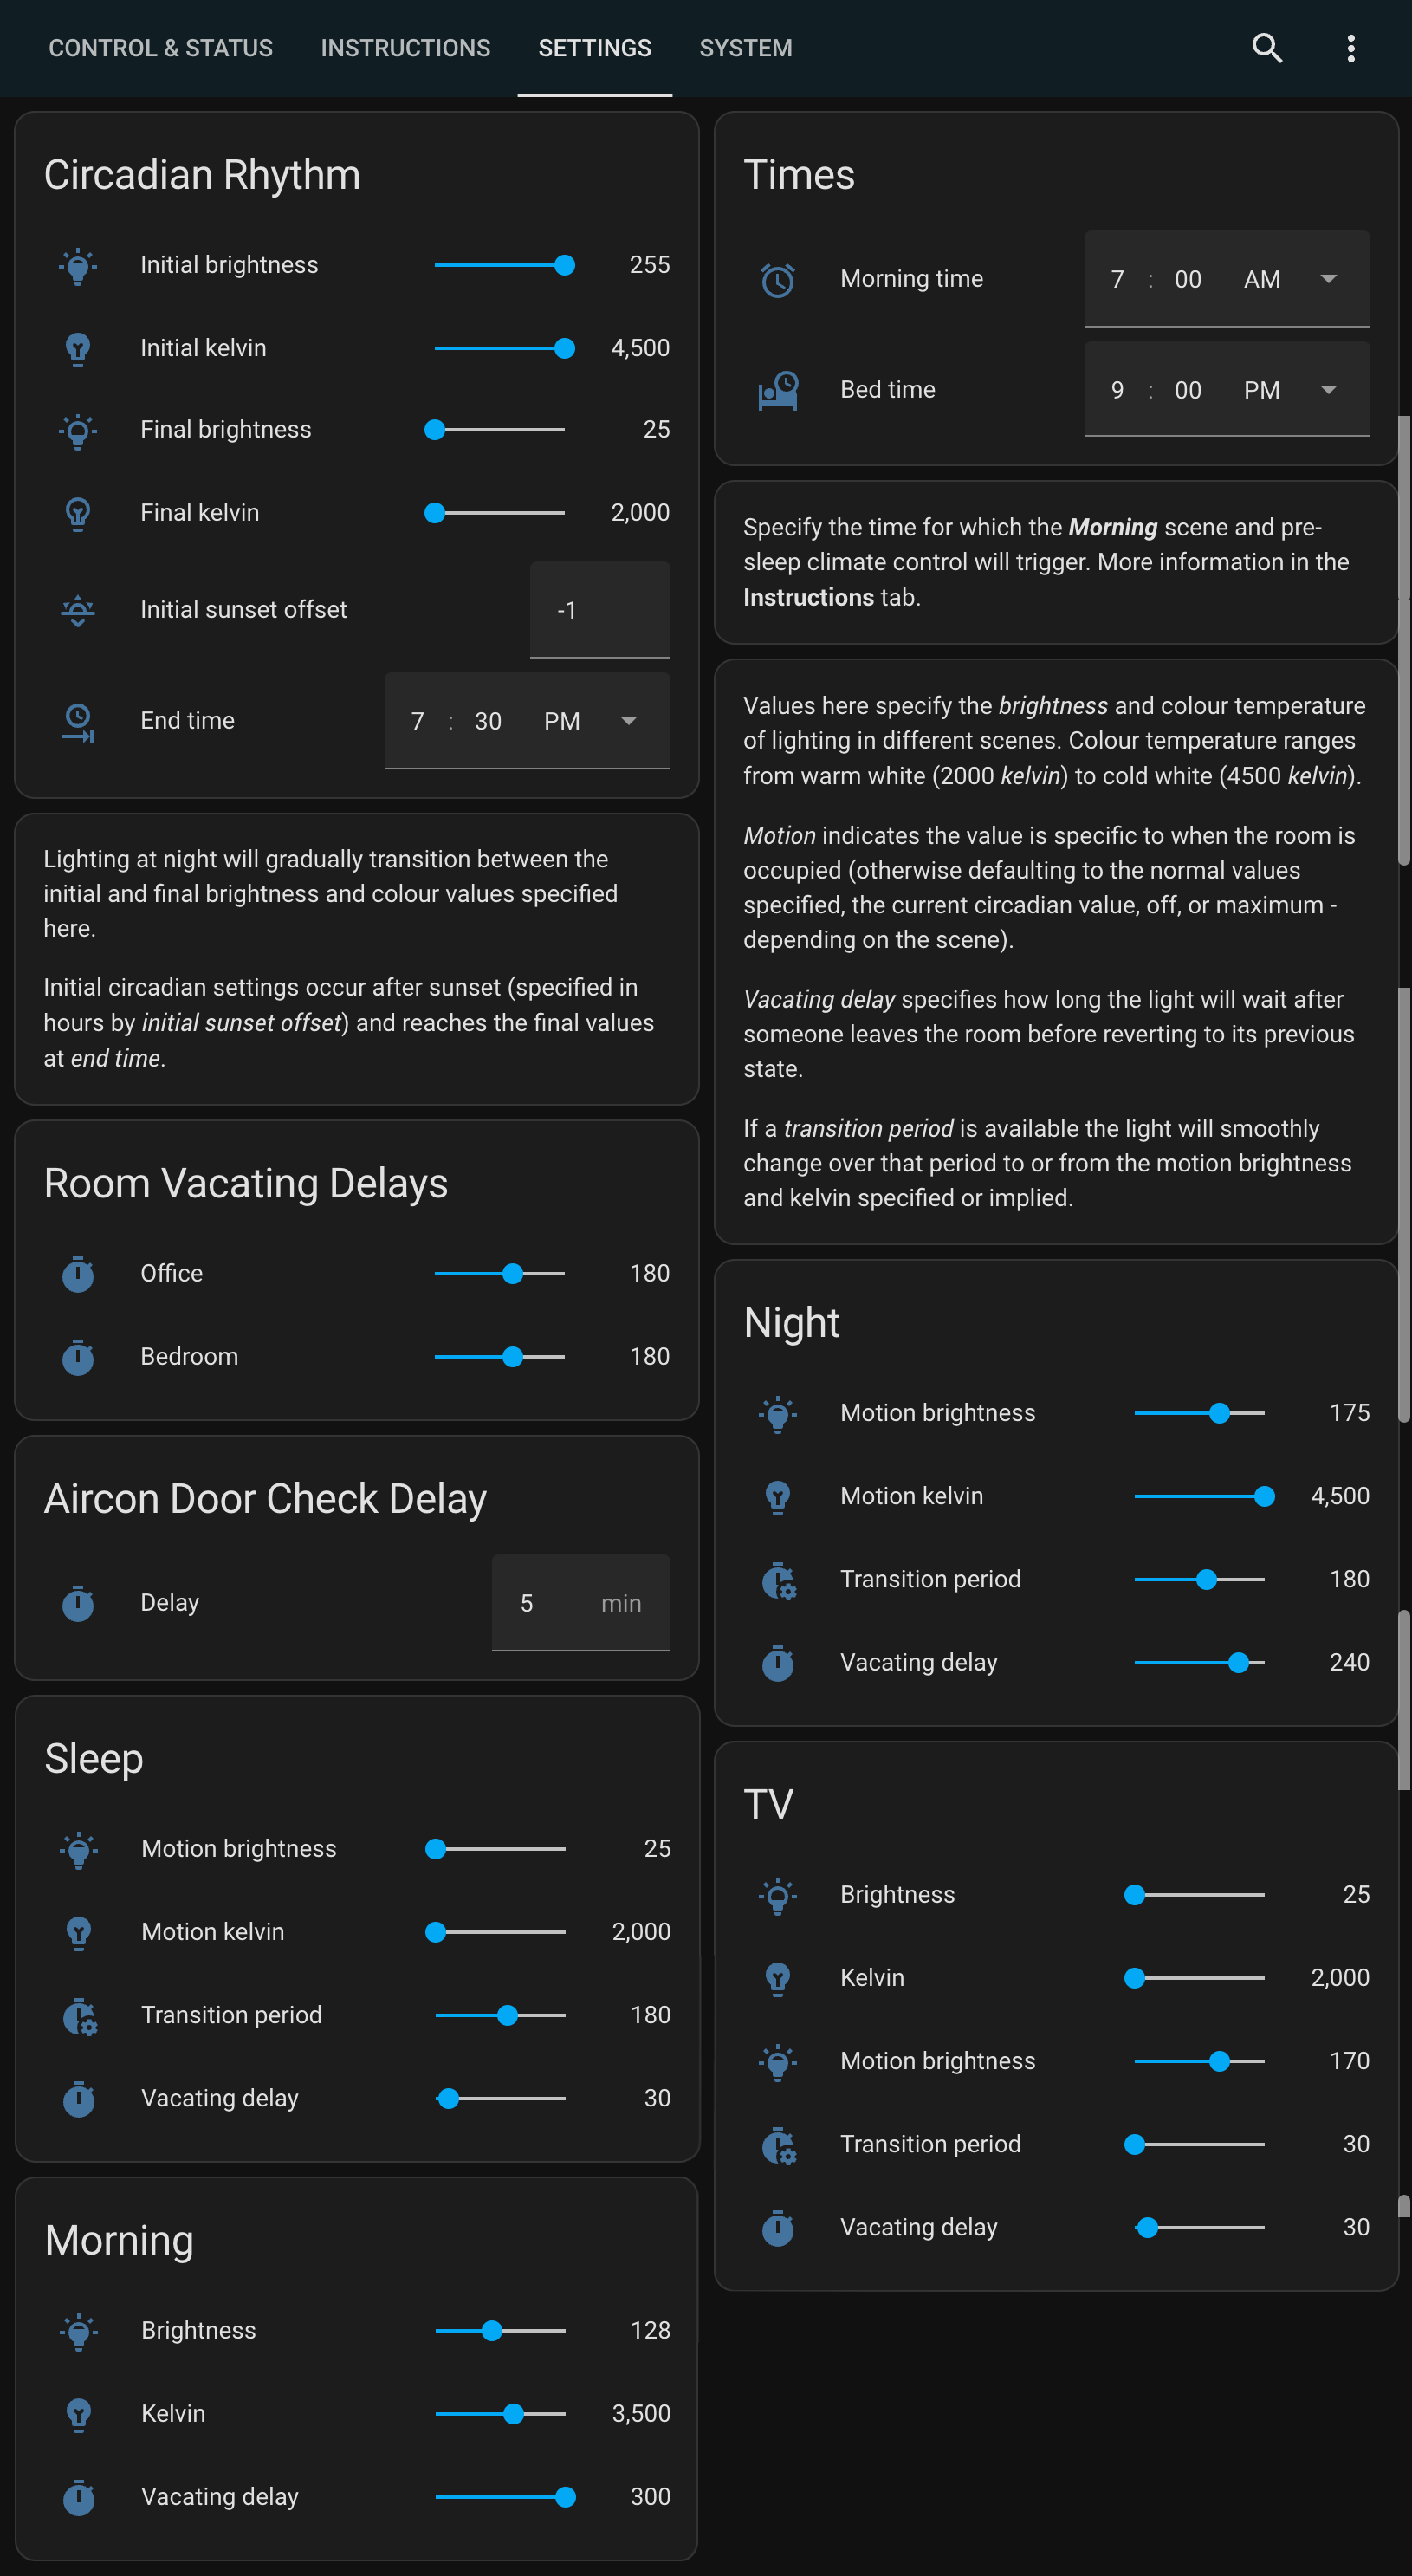 CONTROL & STATUS INSTRUCTIONS SETTINGS SYSTEM
Circadian Rhythm
Initial brightness 255
Initial kelvin 4,500
Final brightness 25
Final kelvin 2,000
Initial sunset offset -1
End time 7 : 30 PM
Lighting at night will gradually transition between the
initial and final brightness and colour values specified
here.
Initial circadian settings occur after sunset (specified in
hours by initial sunset offset) and reaches the final values
at end time.
Room Vacating Delays
Office 180
Bedroom 180
Aircon Door Check Delay
Delay 5 min
Sleep
Motion brightness 25
Motion kelvin 2,000
Transition period 180
Vacating delay 30
Morning
Brightness 128
Kelvin 3,500
Vacating delay 300
Times
Morning time 7 : 00 AM
Bed time 9 : 00 PM
Specify the time for which the Morning scene and pre-
sleep climate control will trigger. More information in the
Instructions tab.
Values here specify the brightness and colour temperature
of lighting in different scenes. Colour temperature ranges
from warm white (2000 kelvin) to cold white (4500 kelvin).
Motion indicates the value is specific to when the room is
occupied (otherwise defaulting to the normal values
specified, the current circadian value, off, or maximum -
depending on the scene).
Vacating delay specifies how long the light will wait after
someone leaves the room before reverting to its previous
state.
If a transition period is available the light will smoothly
change over that period to or from the motion brightness
and kelvin specified or implied.
Night
Motion brightness 175
Motion kelvin 4,500
Transition period 180
Vacating delay 240
TV
Brightness 25
Kelvin 2,000
Motion brightness 170
Transition period 30
Vacating delay 30